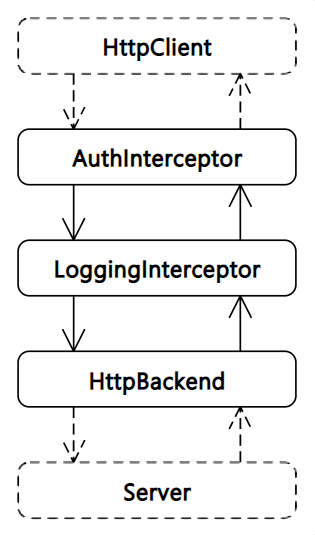 HttpClient
AuthInterceptor
LoggingInterceptor
HttpBackend
Server